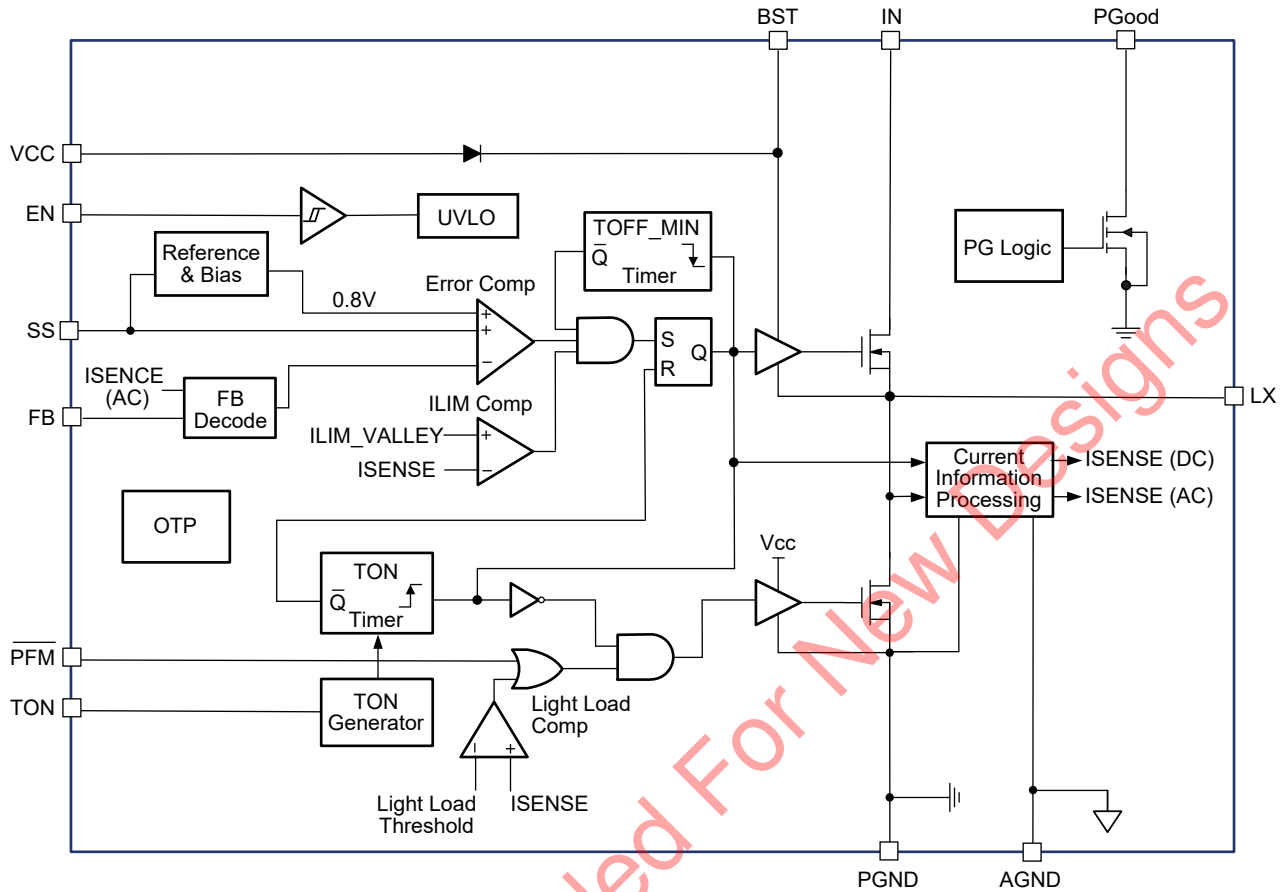 BST
IN
PGood
VCC
EN
UVLO
TOFF_MIN
Q
Timer
Reference
& Bias
PG Logic
Error Comp
0.8V
SS
S
R
Q
ISENCE
(AC)
FB
Decode
FB
ILIM Comp
ILIM_VALLEY
ISENSE
LX
Current
Information
Processing
ISENSE (DC)
ISENSE (AC)
OTP
Vcc
TON
Q
Timer
PFM
TON
TON
Generator
Light Load
Comp
Light Load
Threshold
ISENSE
PGND
AGND
ded For New Designs